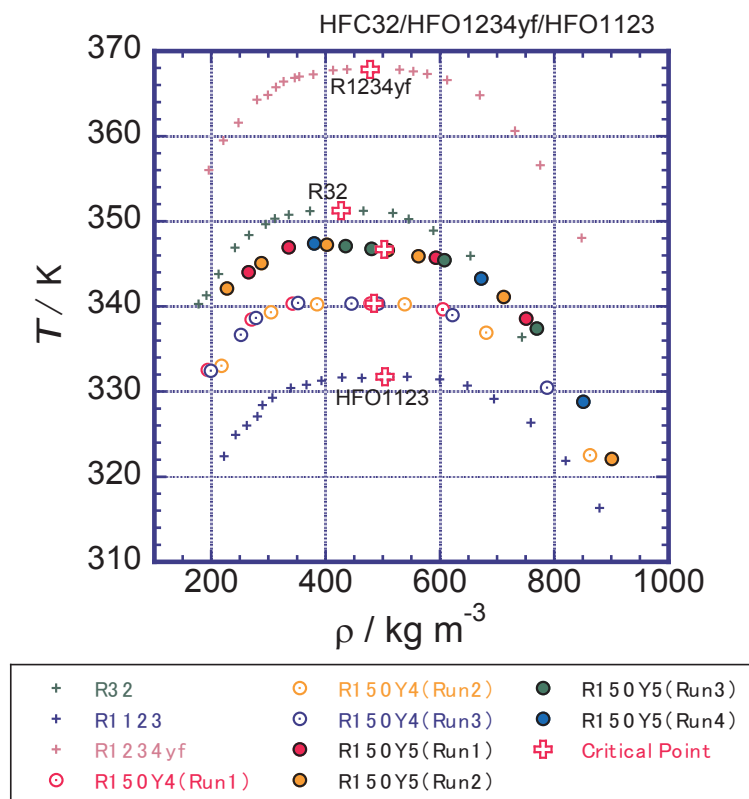 HFC32/HFO1234yf/HFO1123
370
R1234yf
360
R32
350
T / K
340
330
HFO1123
320
310
200
400
600
800
1000
ρ / kg m-3
R32
R1123
R1234yf
R150Y4(Run1)
R150Y4(Run2)
R150Y4(Run3)
R150Y5(Run1)
R150Y5(Run2)
R150Y5(Run3)
R150Y5(Run4)
Critical Point